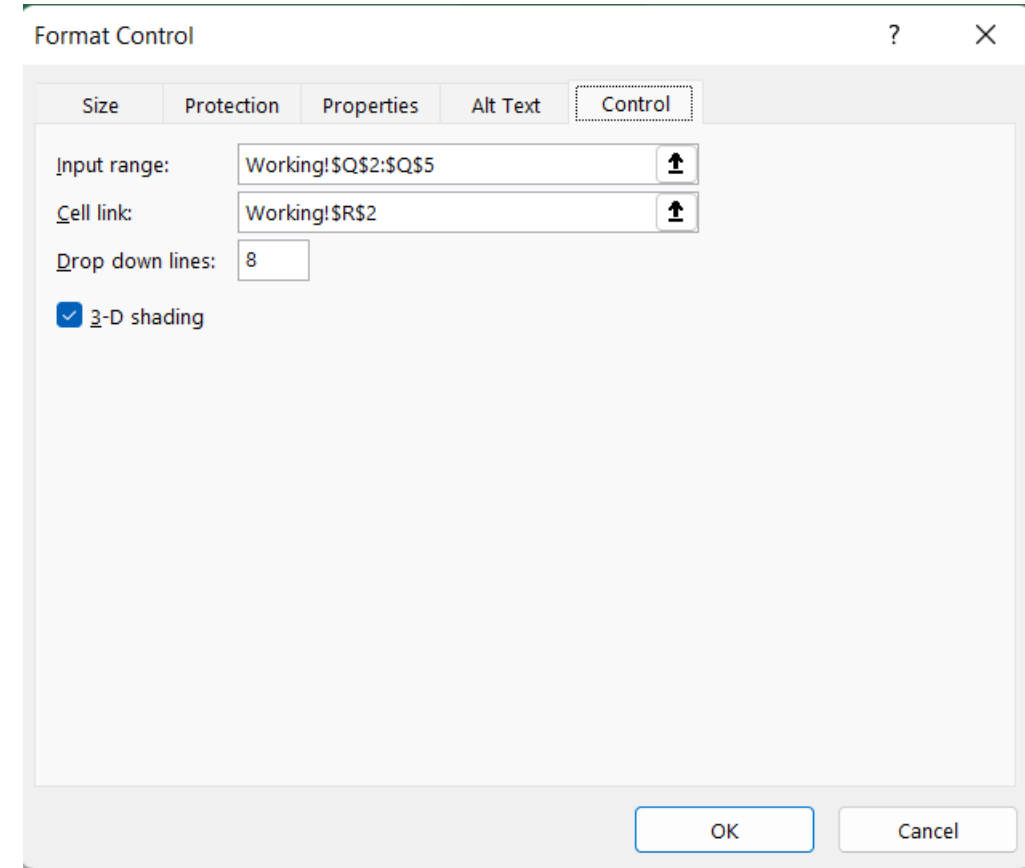 Format Control ?
Size Protection Properties Alt Text Control
Input range: Working!$Q$2:$Q$5
Cell link: Working!$R$2
Drop down lines: 8
3-D shading
OK Cancel